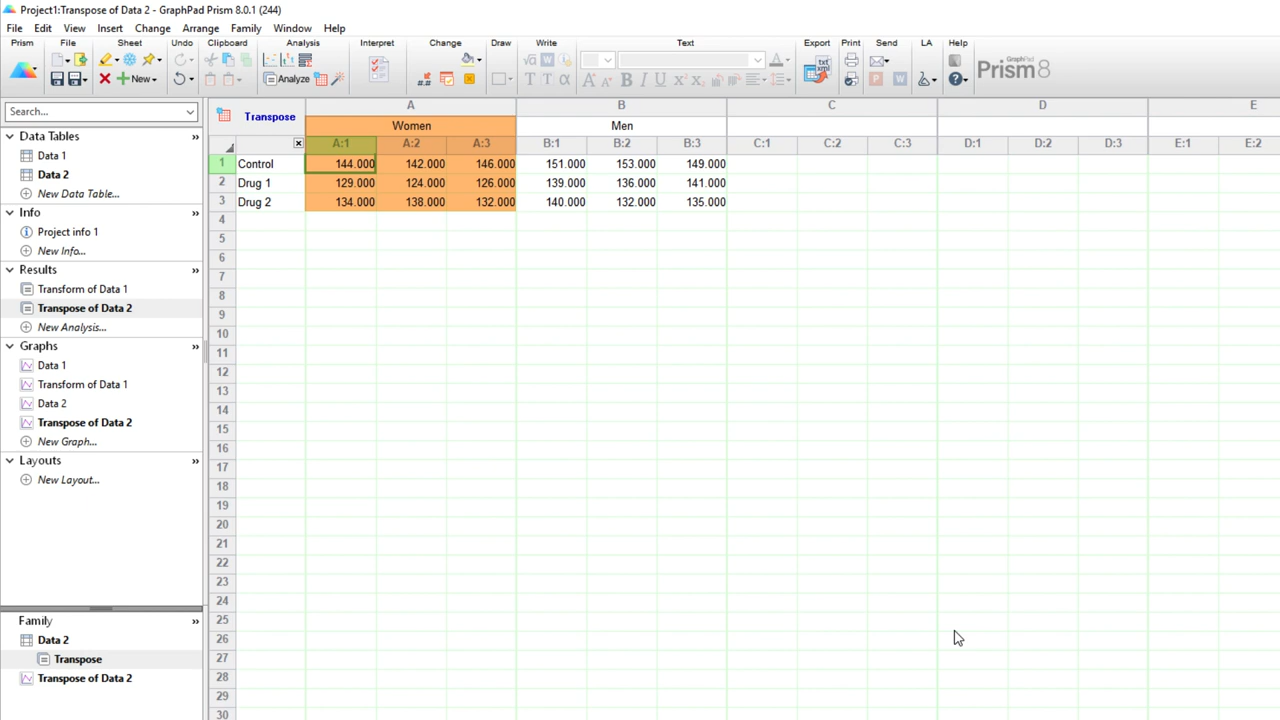 Project1:Transpose of Data 2 - GraphPad Prism 8.0.1 (244)
File Edit View Insert Change Arrange Family Window Help
Prism File Sheet Undo Clipboard Analysis Interpret Change Draw Write Text Export Print Send LA Help
New Analyze GraphPad Prism 8
Search...
Data Tables
Data 1
Data 2
New Data Table...
Info
Project info 1
New Info...
Results
Transform of Data 1
Transpose of Data 2
New Analysis...
Graphs
Data 1
Transform of Data 1
Data 2
Transpose of Data 2
New Graph...
Layouts
New Layout...
Family
Data 2
Transpose
Transpose of Data 2
A B C D E
Transpose Women Men
A:1 A:2 A:3 B:1 B:2 B:3 C:1 C:2 C:3 D:1 D:2 D:3 E:1 E:2
1 Control 144.000 142.000 146.000 151.000 153.000 149.000
2 Drug 1 129.000 124.000 126.000 139.000 136.000 141.000
3 Drug 2 134.000 138.000 132.000 140.000 132.000 135.000
4
5
6
7
8
9
10
11
12
13
14
15
16
17
18
19
20
21
22
23
24
25
26
27
28
29
30